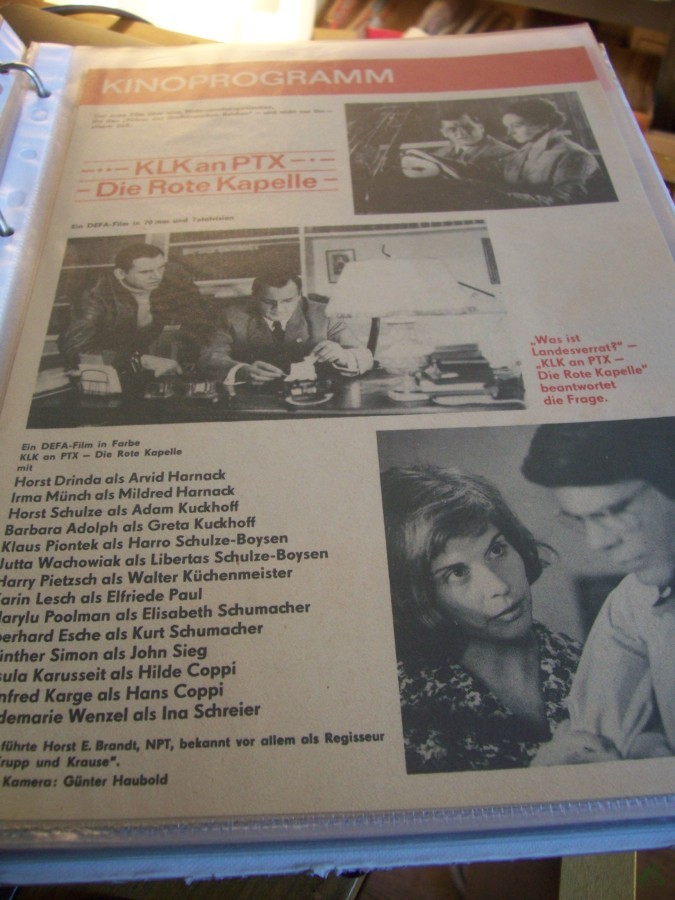 KINOPROGRAMM
KLK an PTX
Die Rote Kapelle
Ein DEFA-Film in 70 mm und Totalvision
„Was ist
Landesverrat?“ —
„KLK an PTX —
Die Rote Kapelle“
beantwortet
die Frage.
Ein DEFA-Film in Farbe
KLK an PTX — Die Rote Kapelle
mit
Horst Drinda als Arvid Harnack
Irma Münch als Mildred Harnack
Horst Schulze als Adam Kuckhoff
Barbara Adolph als Greta Kuckhoff
Klaus Piontek als Harro Schulze-Boysen
Jutta Wachowiak als Libertas Schulze-Boysen
Harry Pietzsch als Walter Küchenmeister
arin Lesch als Elfriede Paul
arylu Poolman als Elisabeth Schumacher
berhard Esche als Kurt Schumacher
ünther Simon als John Sieg
sula Karusseit als Hilde Coppi
nfred Karge als Hans Coppi
demarie Wenzel als Ina Schreier
führte Horst E. Brandt, NPT, bekannt vor allem als Regisseur
rupp und Krause“.
Kamera: Günter Haubold